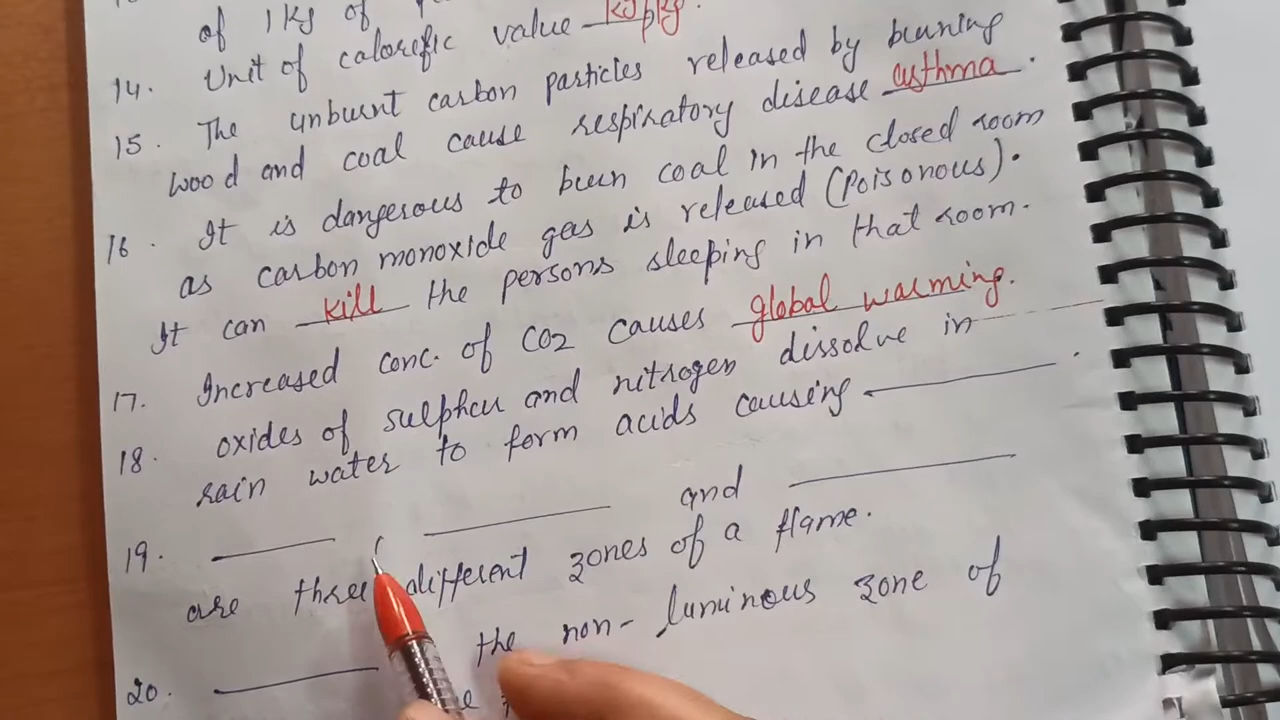 of 1 kg of
14. Unit of calorific value kJ/kg.
15. The unburnt carbon particles released by burning
wood and coal cause respiratory disease asthma.
16. It is dangerous to burn coal in the closed room
as carbon monoxide gas is released (Poisonous).
It can kill the persons sleeping in that room.
17. Increased conc. of CO2 causes global warming.
18. oxides of sulphur and nitrogen dissolve in
rain water to form acids causing
19. , and
are three different zones of a flame.
20. the non-luminous zone of